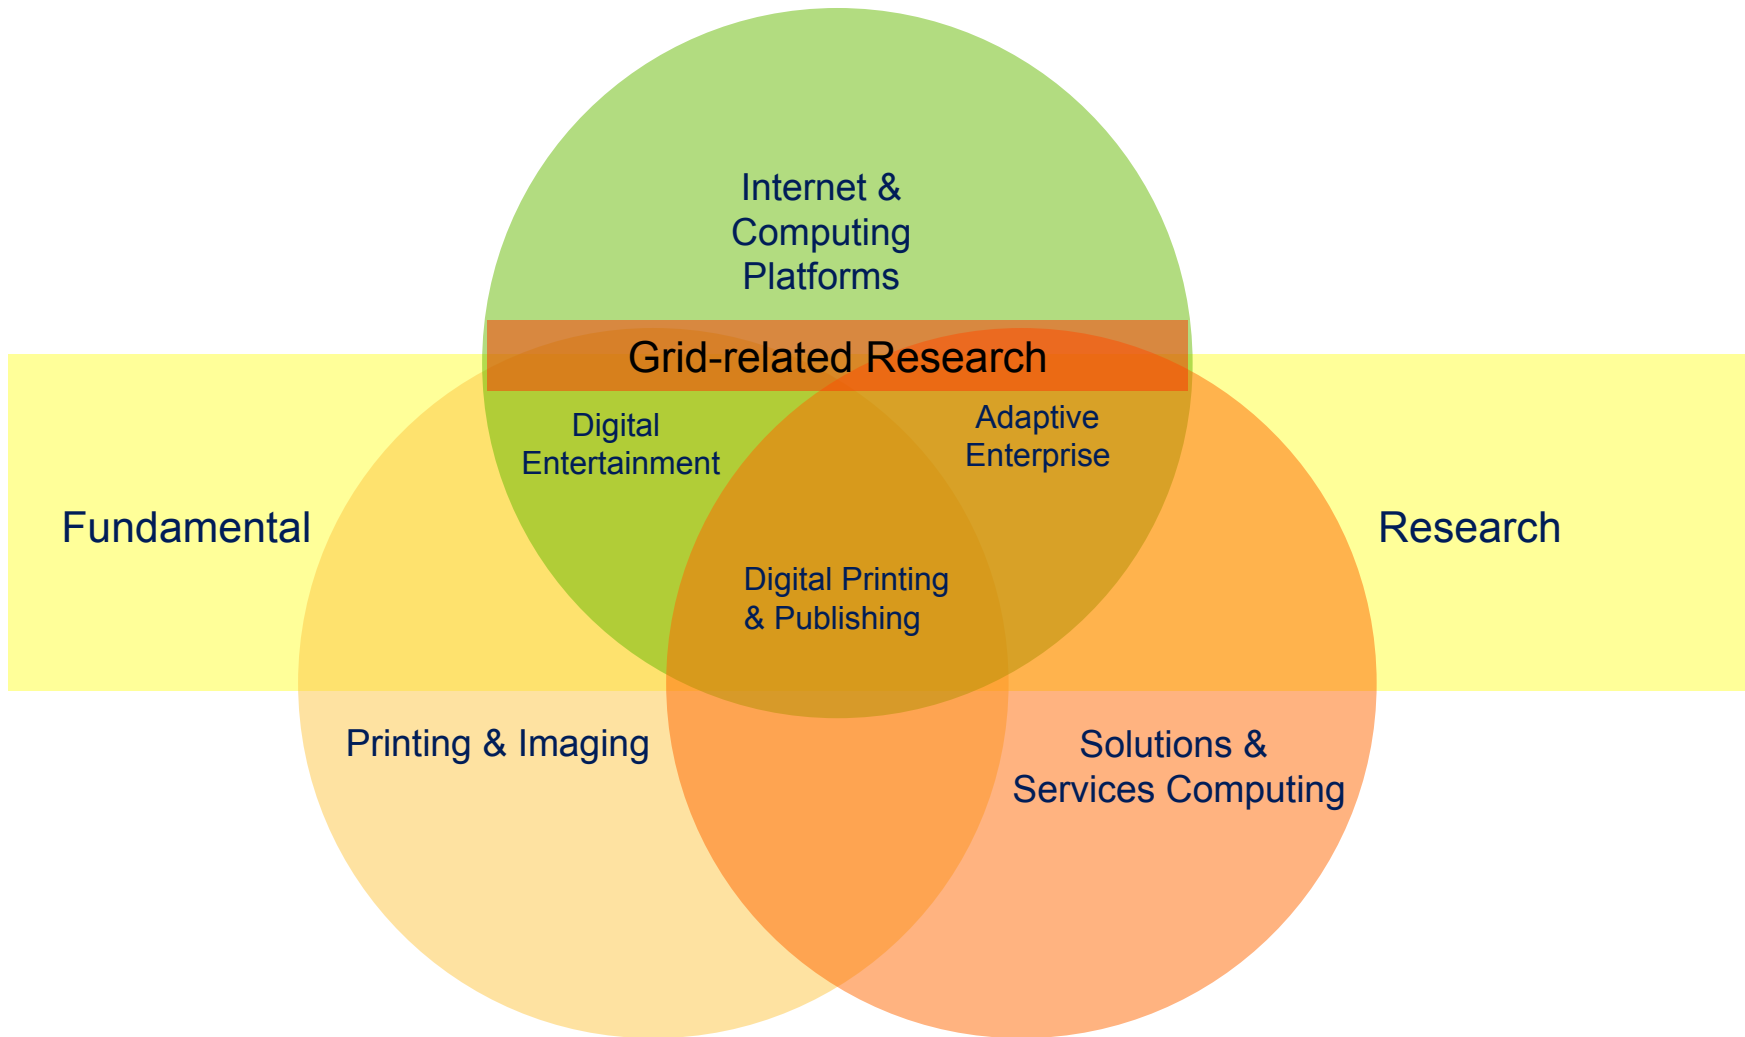 Internet &
Computing
Platforms
Grid-related Research
Digital
Entertainment
Adaptive
Enterprise
Fundamental
Research
Digital Printing
& Publishing
Printing & Imaging
Solutions &
Services Computing